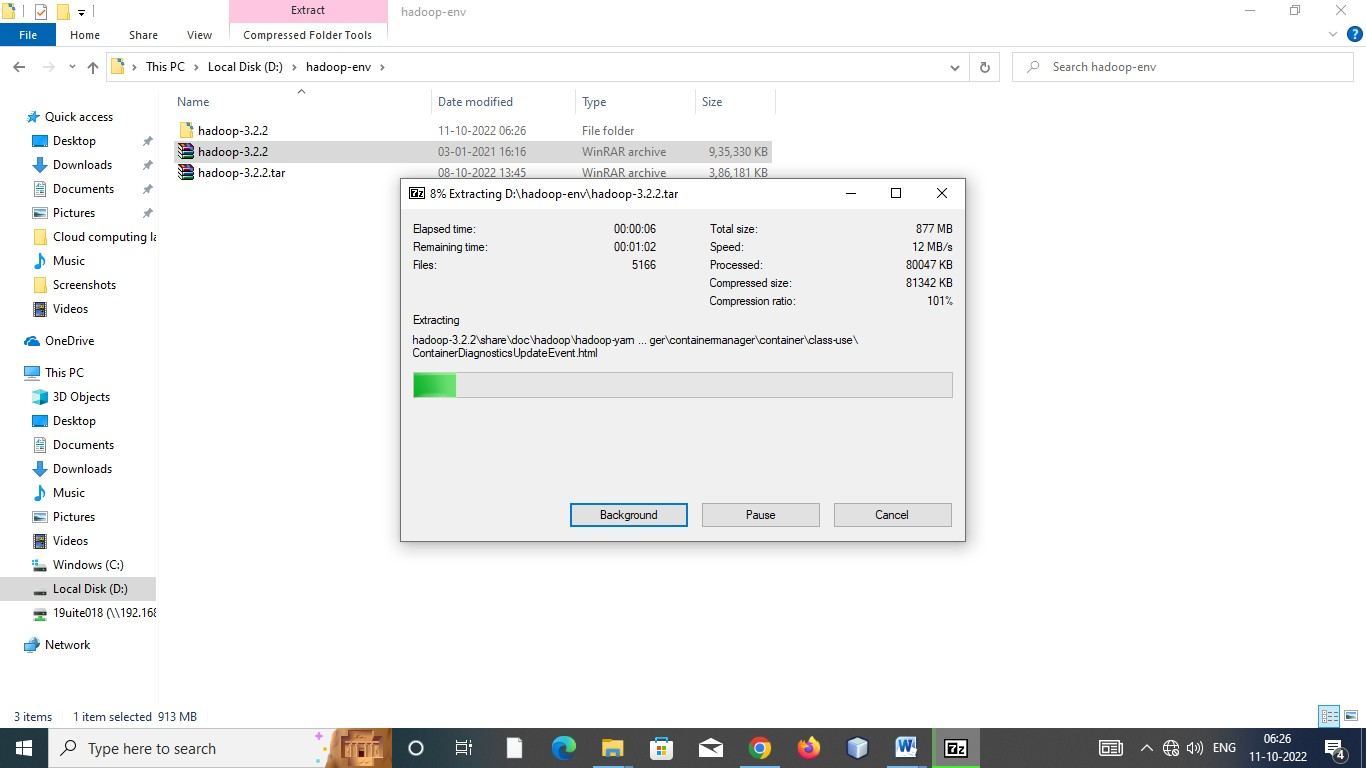 Extract
hadoop-env
File
Home
Share
View
Compressed Folder Tools
This PC
Local Disk (D:)
hadoop-env
Search hadoop-env
Name
Date modified
Type
Size
hadoop-3.2.2
11-10-2022 06:26
File folder
hadoop-3.2.2
03-01-2021 16:16
WinRAR archive
9,35,330 KB
hadoop-3.2.2.tar
08-10-2022 13:45
WinRAR archive
3,86,181 KB
Quick access
Desktop
Downloads
Documents
Pictures
Cloud computing la
Music
Screenshots
Videos
OneDrive
This PC
3D Objects
Desktop
Documents
Downloads
Music
Pictures
Videos
Windows (C:)
Local Disk (D:)
19uite018 (\\192.168
Network
7z 8% Extracting D:\hadoop-env\hadoop-3.2.2.tar
Elapsed time: 00:00:06
Remaining time: 00:01:02
Files: 5166
Total size: 877 MB
Speed: 12 MB/s
Processed: 80047 KB
Compressed size: 81342 KB
Compression ratio: 101%
Extracting
hadoop-3.2.2\share\doc\hadoop\hadoop-yarn ... ger\containermanager\container\class-use\
ContainerDiagnosticsUpdateEvent.html
Background
Pause
Cancel
3 items
1 item selected 913 MB
Type here to search
W
7z
ENG
06:26
11-10-2022
4